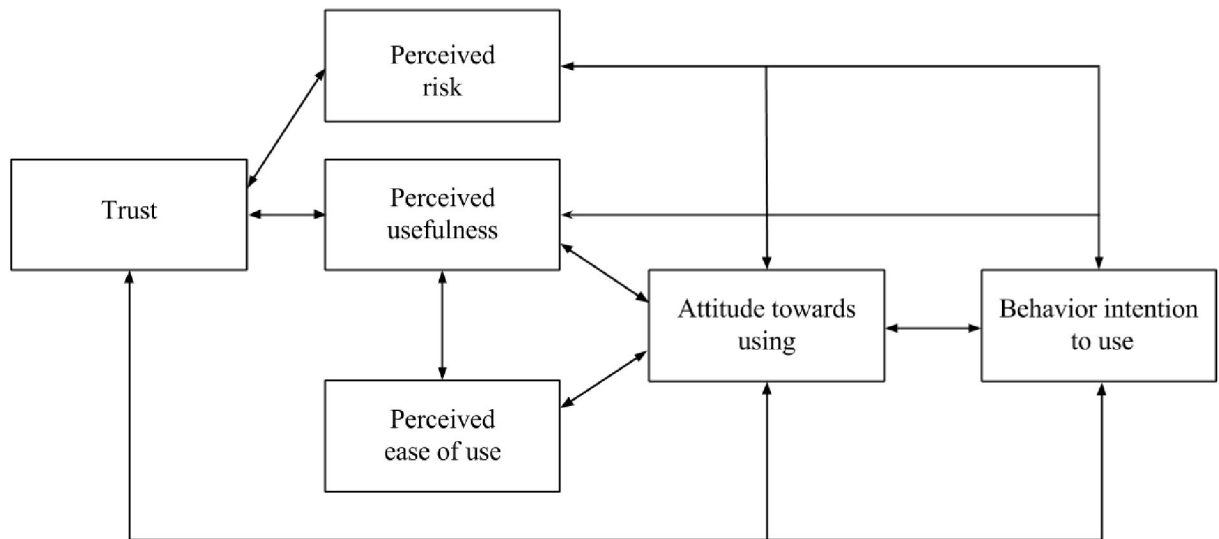 Perceived
risk
Trust
Perceived
usefulness
Attitude towards
using
Behavior intention
to use
Perceived
ease of use